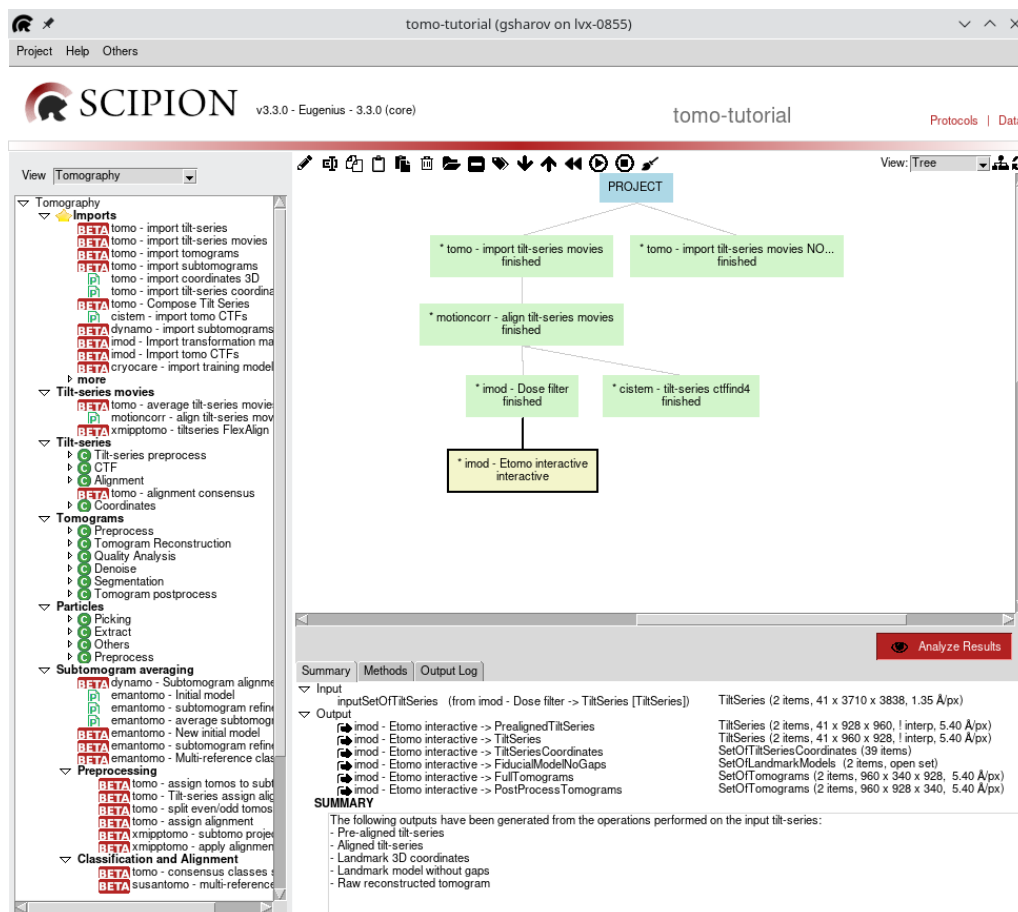 tomo-tutorial (gsharov on lvx-0855)
Project Help Others
SCIPION v3.3.0 - Eugenius - 3.3.0 (core)
tomo-tutorial
Protocols | Data
View Tomography
View: Tree
Tomography
Imports
BETA tomo - import tilt-series
BETA tomo - import tilt-series movies
BETA tomo - import tomograms
BETA tomo - import subtomograms
tomo - import coordinates 3D
tomo - import tilt-series coordina
BETA tomo - Compose Tilt Series
cistem - import tomo CTFs
BETA dynamo - import subtomograms
BETA imod - Import transformation ma
BETA imod - Import tomo CTFs
BETA cryocare - import training model
more
Tilt-series movies
BETA tomo - average tilt-series movie
motioncorr - align tilt-series mov
BETA xmipptomo - tiltseries FlexAlign
Tilt-series
C Tilt-series preprocess
C CTF
C Alignment
BETA tomo - alignment consensus
C Coordinates
Tomograms
C Preprocess
C Tomogram Reconstruction
C Quality Analysis
C Denoise
C Segmentation
C Tomogram postprocess
Particles
C Picking
C Extract
C Others
C Preprocess
Subtomogram averaging
BETA dynamo - Subtomogram alignme
emantomo - Initial model
emantomo - subtomogram refin
emantomo - average subtomogr
BETA emantomo - New initial model
BETA emantomo - subtomogram refine
BETA emantomo - Multi-reference clas
Preprocessing
BETA tomo - assign tomos to subt
BETA tomo - Tilt-series assign alig
BETA tomo - split even/odd tomos
BETA tomo - assign alignment
BETA xmipptomo - subtomo projec
BETA xmipptomo - apply alignmen
Classification and Alignment
BETA tomo - consensus classes s
BETA susantomo - multi-reference
PROJECT
* tomo - import tilt-series movies
finished
* tomo - import tilt-series movies NO...
finished
* motioncorr - align tilt-series movies
finished
* imod - Dose filter
finished
* cistem - tilt-series ctffind4
finished
* imod - Etomo interactive
interactive
Analyze Results
Summary Methods Output Log
Input
inputSetOfTiltSeries (from imod - Dose filter -> TiltSeries [TiltSeries]) TiltSeries (2 items, 41 x 3710 x 3838, 1.35 Å/px)
Output
imod - Etomo interactive -> PrealignedTiltSeries TiltSeries (2 items, 41 x 928 x 960, ! interp, 5.40 Å/px)
imod - Etomo interactive -> TiltSeries TiltSeries (2 items, 41 x 960 x 928, ! interp, 5.40 Å/px)
imod - Etomo interactive -> TiltSeriesCoordinates SetOfTiltSeriesCoordinates (39 items)
imod - Etomo interactive -> FiducialModelNoGaps SetOfLandmarkModels (2 items, open set)
imod - Etomo interactive -> FullTomograms SetOfTomograms (2 items, 960 x 340 x 928, 5.40 Å/px)
imod - Etomo interactive -> PostProcessTomograms SetOfTomograms (2 items, 960 x 928 x 340, 5.40 Å/px)
SUMMARY
The following outputs have been generated from the operations performed on the input tilt-series:
- Pre-aligned tilt-series
- Aligned tilt-series
- Landmark 3D coordinates
- Landmark model without gaps
- Raw reconstructed tomogram